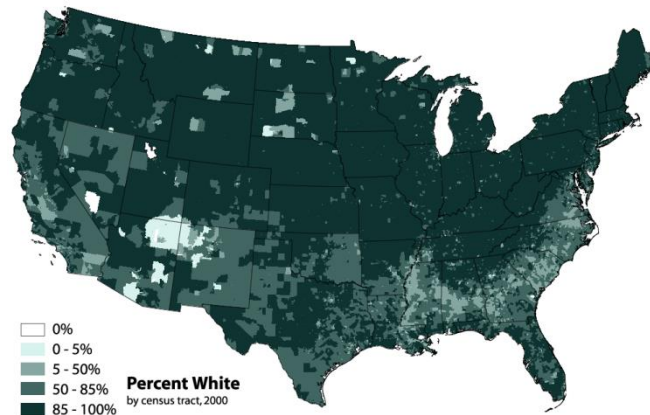 0%
0 - 5%
5 - 50%
50 - 85%
85 - 100%
Percent White
by census tract, 2000